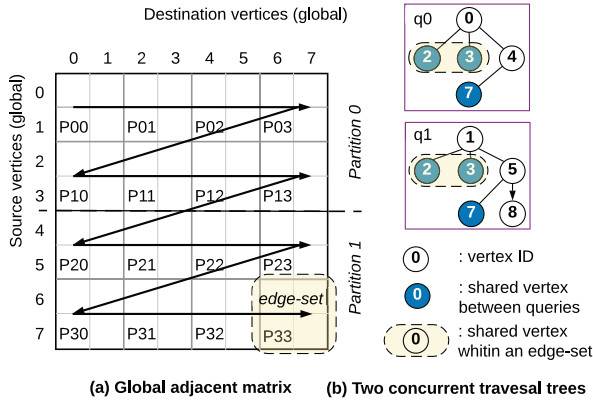 Destination vertices (global)
0 1 2 3 4 5 6 7
Source vertices (global)
0
1 P00 P01 P02 P03
2
3 P10 P11 P12 P13
4
5 P20 P21 P22 P23
6 edge-set
7 P30 P31 P32 P33
Partition 0
Partition 1
(a) Global adjacent matrix
q0
0
2 3 4
7
q1
1
2 3 5
7 8
0 : vertex ID
0 : shared vertex
between queries
0 : shared vertex
whitin an edge-set
(b) Two concurrent travesal trees